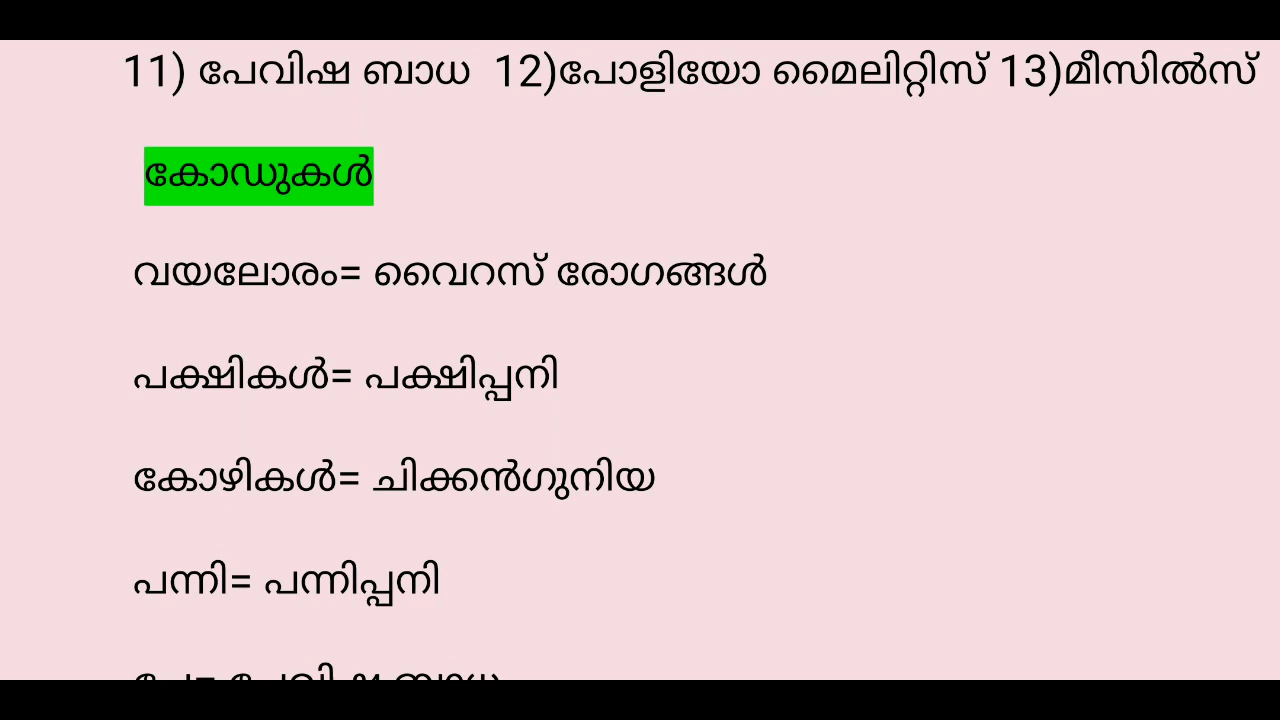 11) പേവിഷ ബാധ 12)പോളിയോ മൈലിറ്റിസ് 13)മീസിൽസ്
കോഡുകൾ
വയലോരം= വൈറസ് രോഗങ്ങൾ
പക്ഷികൾ= പക്ഷിപ്പനി
കോഴികൾ= ചിക്കൻഗുനിയ
പന്നി= പന്നിപ്പനി
പേ= പേവിഷ ബാധ